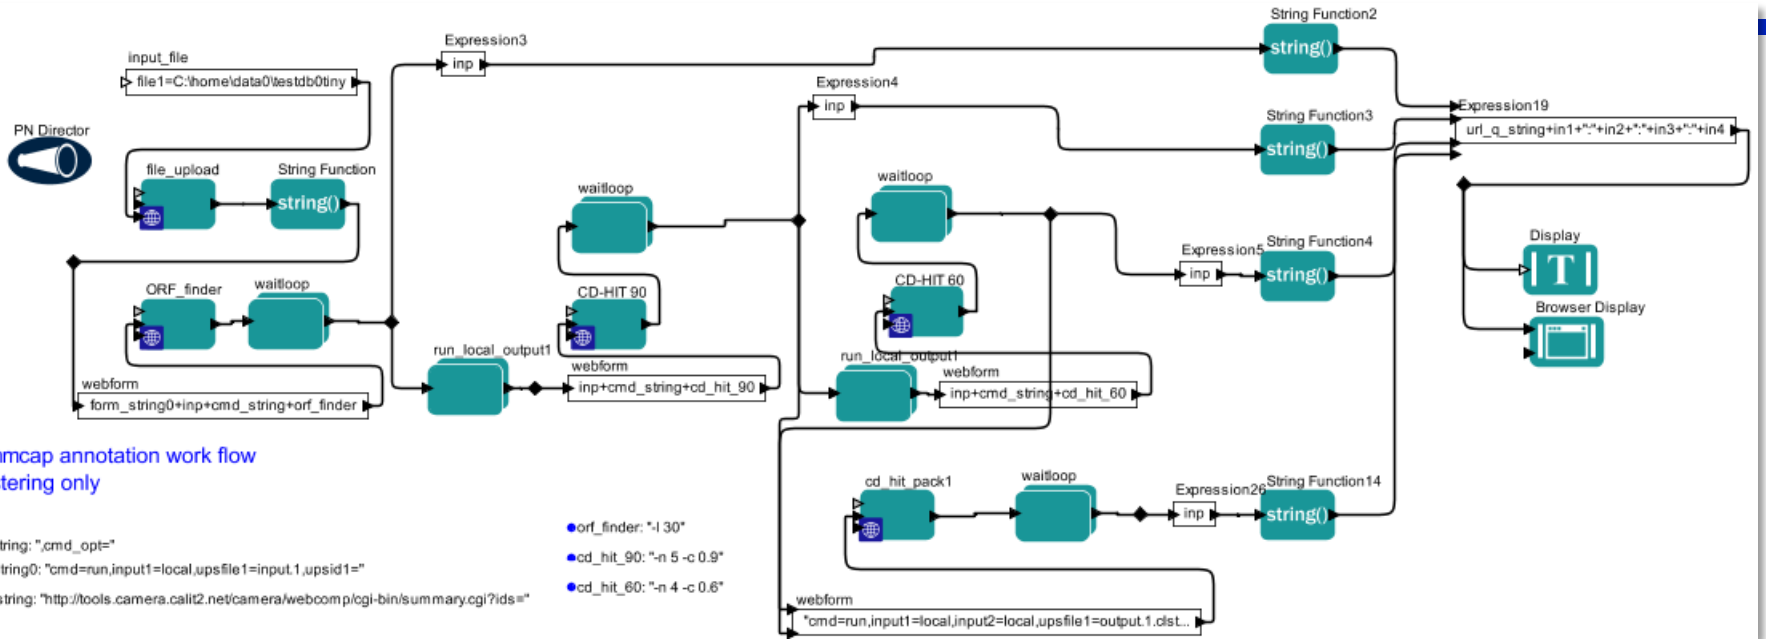 String Function2
string()
Expression3
inp
input_file
file1=C:\home\data0\testdb0tiny
Expression4
inp
Expression19
url_q_string+in1+":"+in2+":"+in3+":"+in4
String Function3
string()
PN Director
file_upload
String Function
string()
waitloop
waitloop
Expression5
inp
String Function4
string()
Display
T
ORF_finder
waitloop
CD-HIT 90
CD-HIT 60
Browser Display
run_local_output1
webform
inp+cmd_string+cd_hit_90
run_local_output1
webform
inp+cmd_string+cd_hit_60
webform
form_string0+inp+cmd_string+orf_finder
mcap annotation work flow
tering only
cd_hit_pack1
waitloop
Expression26
inp
String Function14
string()
orf_finder: "-l 30"
cd_hit_90: "-n 5 -c 0.9"
cd_hit_60: "-n 4 -c 0.6"
tring: ",cmd_opt="
tring0: "cmd=run,input1=local,upsfile1=input.1,upsid1="
string: "http://tools.camera.calit2.net/camera/webcomp/cgi-bin/summary.cgi?ids="
webform
"cmd=run,input1=local,input2=local,upsfile1=output.1.clst...